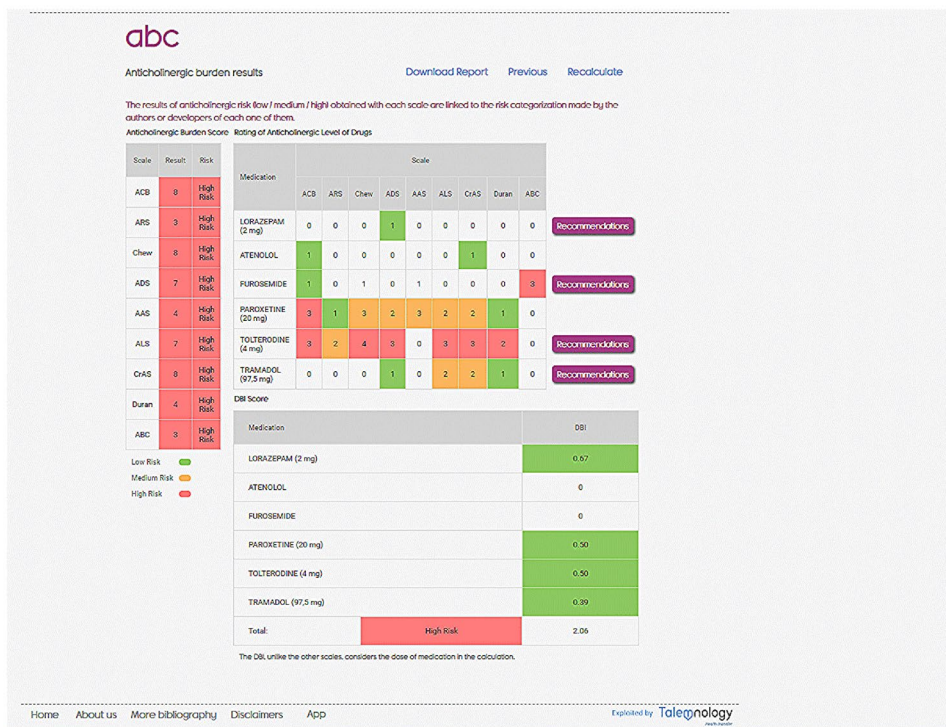 abc
Anticholinergic burden results
Download Report Previous Recalculate
The results of anticholinergic risk (low / medium / high) obtained with each scale are linked to the risk categorization made by the
authors or developers of each one of them.
Anticholinergic Burden Score Rating of Anticholinergic Level of Drugs
Scale Result Risk
ACB 8 High Risk
ARS 3 High Risk
Chew 8 High Risk
ADS 7 High Risk
AAS 4 High Risk
ALS 7 High Risk
CrAS 8 High Risk
Duran 4 High Risk
ABC 3 High Risk
Low Risk
Medium Risk
High Risk
Medication Scale
ACB ARS Chew ADS AAS ALS CrAS Duran ABC
LORAZEPAM (2 mg) 0 0 0 1 0 0 0 0 0 Recommendations
ATENOLOL 1 0 0 0 0 0 1 0 0
FUROSEMIDE 1 0 1 0 1 0 0 0 3 Recommendations
PAROXETINE (20 mg) 3 1 3 2 3 2 2 1 0
TOLTERODINE (4 mg) 3 2 4 3 0 3 3 2 0 Recommendations
TRAMADOL (97,5 mg) 0 0 0 1 0 2 2 1 0 Recommendations
DBI Score
Medication DBI
LORAZEPAM (2 mg) 0.67
ATENOLOL 0
FUROSEMIDE 0
PAROXETINE (20 mg) 0.50
TOLTERODINE (4 mg) 0.50
TRAMADOL (97,5 mg) 0.39
Total: High Risk 2.06
The DBI, unlike the other scales, considers the dose of medication in the calculation.
Home About us More bibliography Disclaimers App
Exploited by Talemnology